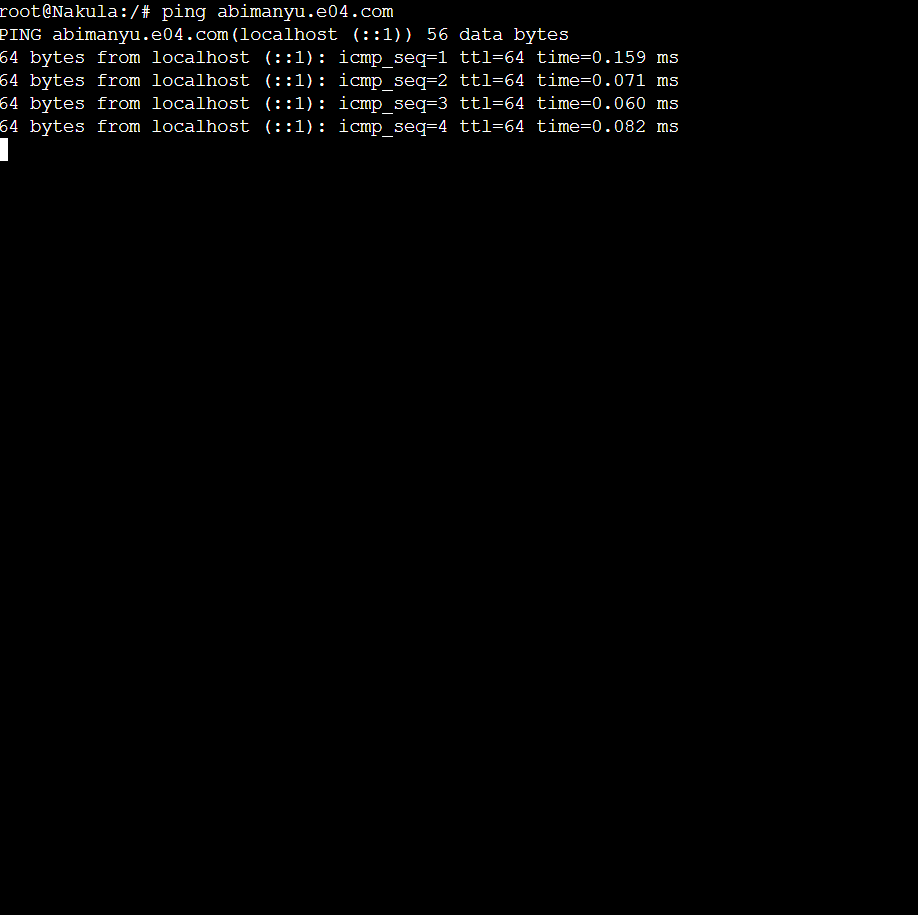 root@Nakula:/# ping abimanyu.e04.com
PING abimanyu.e04.com(localhost (::1)) 56 data bytes
64 bytes from localhost (::1): icmp_seq=1 ttl=64 time=0.159 ms
64 bytes from localhost (::1): icmp_seq=2 ttl=64 time=0.071 ms
64 bytes from localhost (::1): icmp_seq=3 ttl=64 time=0.060 ms
64 bytes from localhost (::1): icmp_seq=4 ttl=64 time=0.082 ms